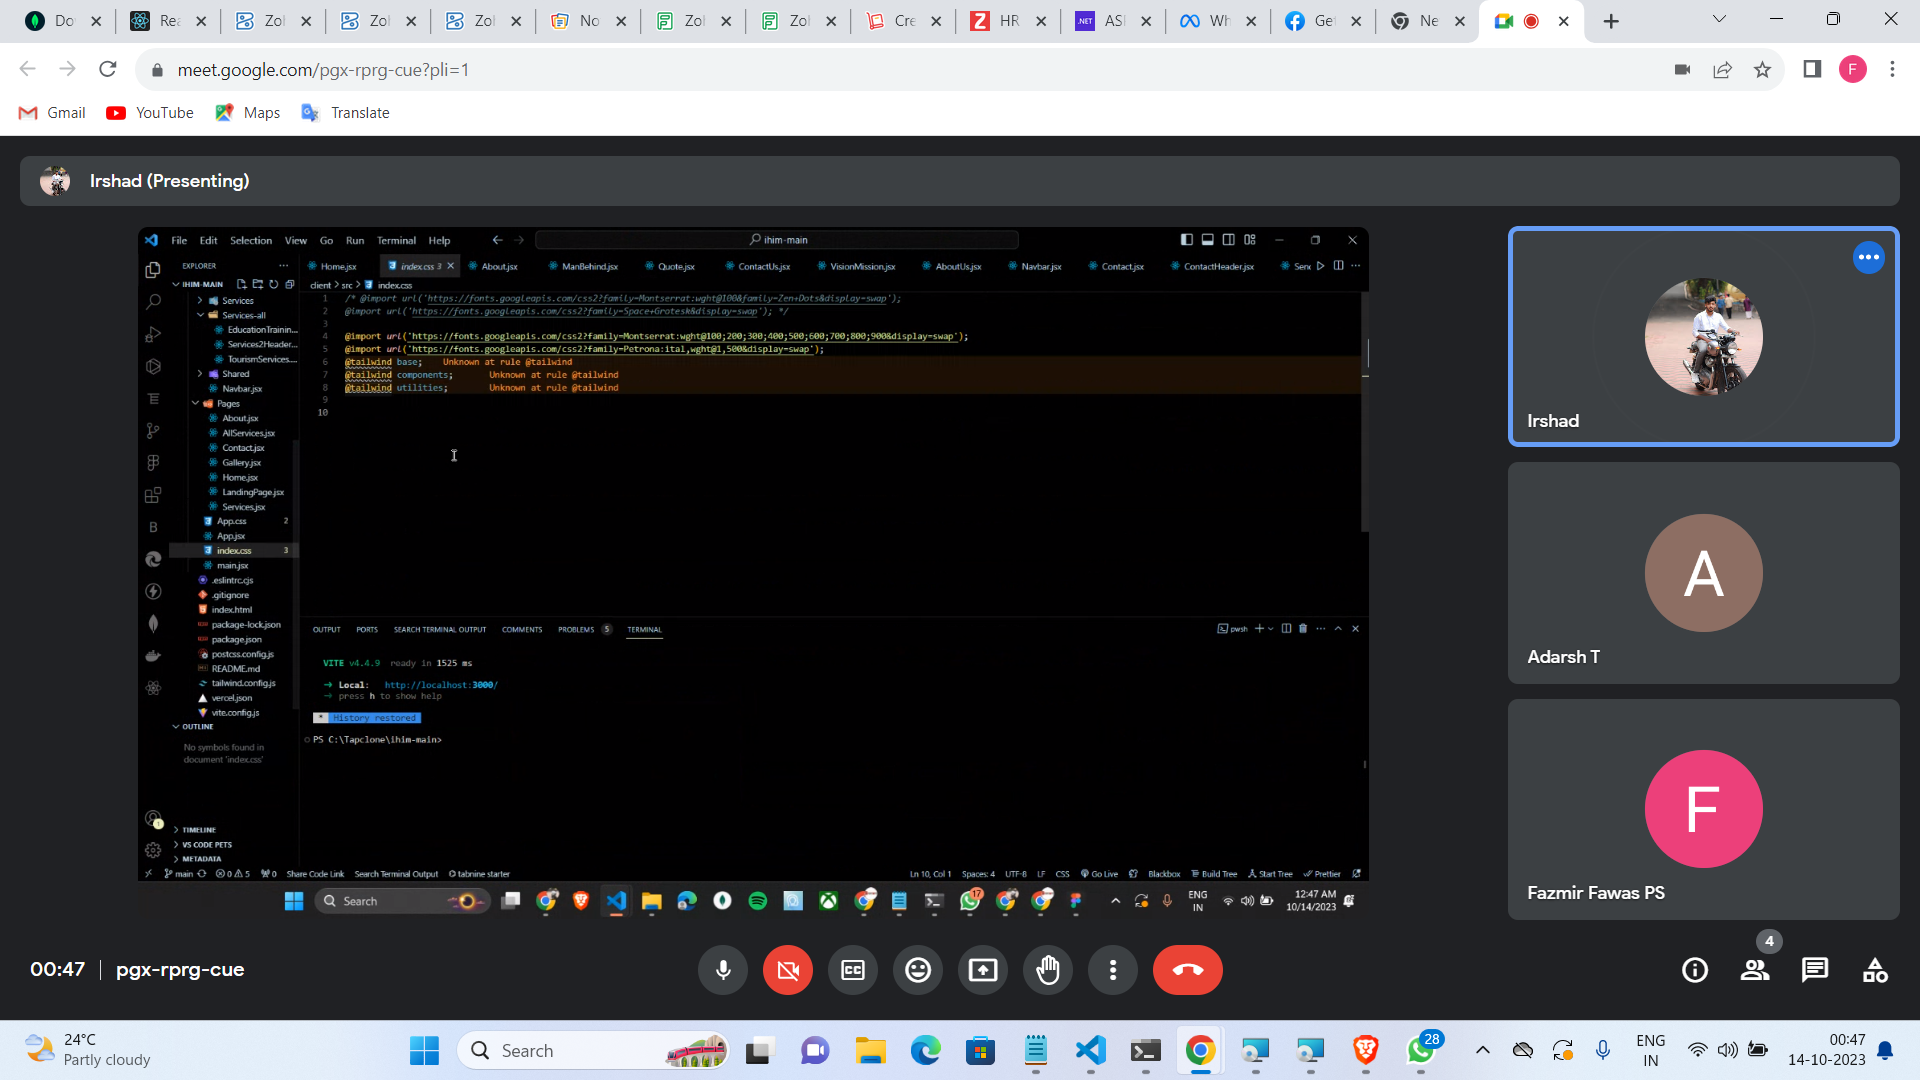 Do
Rea
Zol
Zol
Zol
No
Zol
Zol
Cre
HR
ASI
Wh
Get
Ne
meet.google.com/pgx-rprg-cue?pli=1
F
Gmail
YouTube
Maps
Translate
Irshad (Presenting)
File Edit Selection View Go Run Terminal Help
ihim-main
EXPLORER
Home.jsx
index.css 3
About.jsx
ManBehind.jsx
Quote.jsx
ContactUs.jsx
VisionMission.jsx
AboutUs.jsx
Navbar.jsx
Contact.jsx
ContactHeader.jsx
Serv
IHIM-MAIN
client > src > index.css
Services
Services-all
EducationTrainin...
Services2Header...
TourismServices...
Shared
Navbar.jsx
Pages
About.jsx
AllServices.jsx
Contact.jsx
Gallery.jsx
Home.jsx
LandingPage.jsx
Services.jsx
App.css 2
App.jsx
index.css 3
main.jsx
.eslintrc.cjs
.gitignore
index.html
package-lock.json
package.json
postcss.config.js
README.md
tailwind.config.js
vercel.json
vite.config.js
OUTLINE
No symbols found in
document 'index.css'
TIMELINE
VS CODE PETS
METADATA
1 /* @import url('https://fonts.googleapis.com/css2?family=Montserrat:wght@100&family=Zen+Dots&display=swap');
2 @import url('https://fonts.googleapis.com/css2?family=Space+Grotesk&display=swap'); */
3
4 @import url('https://fonts.googleapis.com/css2?family=Montserrat:wght@100;200;300;400;500;600;700;800;900&display=swap');
5 @import url('https://fonts.googleapis.com/css2?family=Petrona:ital,wght@1,500&display=swap');
6 @tailwind base; Unknown at rule @tailwind
7 @tailwind components; Unknown at rule @tailwind
8 @tailwind utilities; Unknown at rule @tailwind
9
10
OUTPUT PORTS SEARCH TERMINAL OUTPUT COMMENTS PROBLEMS 5 TERMINAL
pwsh
VITE v4.4.9 ready in 1525 ms
➜ Local: http://localhost:3000/
➜ press h to show help
* History restored
PS C:\Tapclone\ihim-main>
main 0 5 0 Share Code Link Search Terminal Output tabnine starter
Ln 10, Col 1 Spaces: 4 UTF-8 LF CSS Go Live Blackbox Build Tree Start Tree Prettier
Search
17
ENG
IN
12:47 AM
10/14/2023
Irshad
A
Adarsh T
F
Fazmir Fawas PS
00:47 | pgx-rprg-cue
4
24°C
Partly cloudy
Search
28
ENG
IN
00:47
14-10-2023